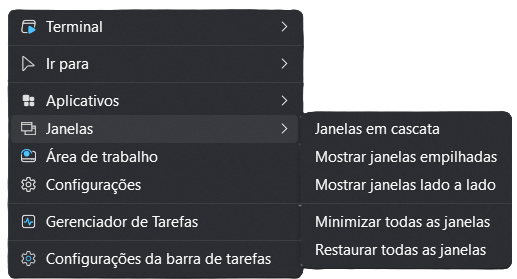 Terminal
Ir para
Aplicativos
Janelas
Área de trabalho
Configurações
Gerenciador de Tarefas
Configurações da barra de tarefas
Janelas em cascata
Mostrar janelas empilhadas
Mostrar janelas lado a lado
Minimizar todas as janelas
Restaurar todas as janelas